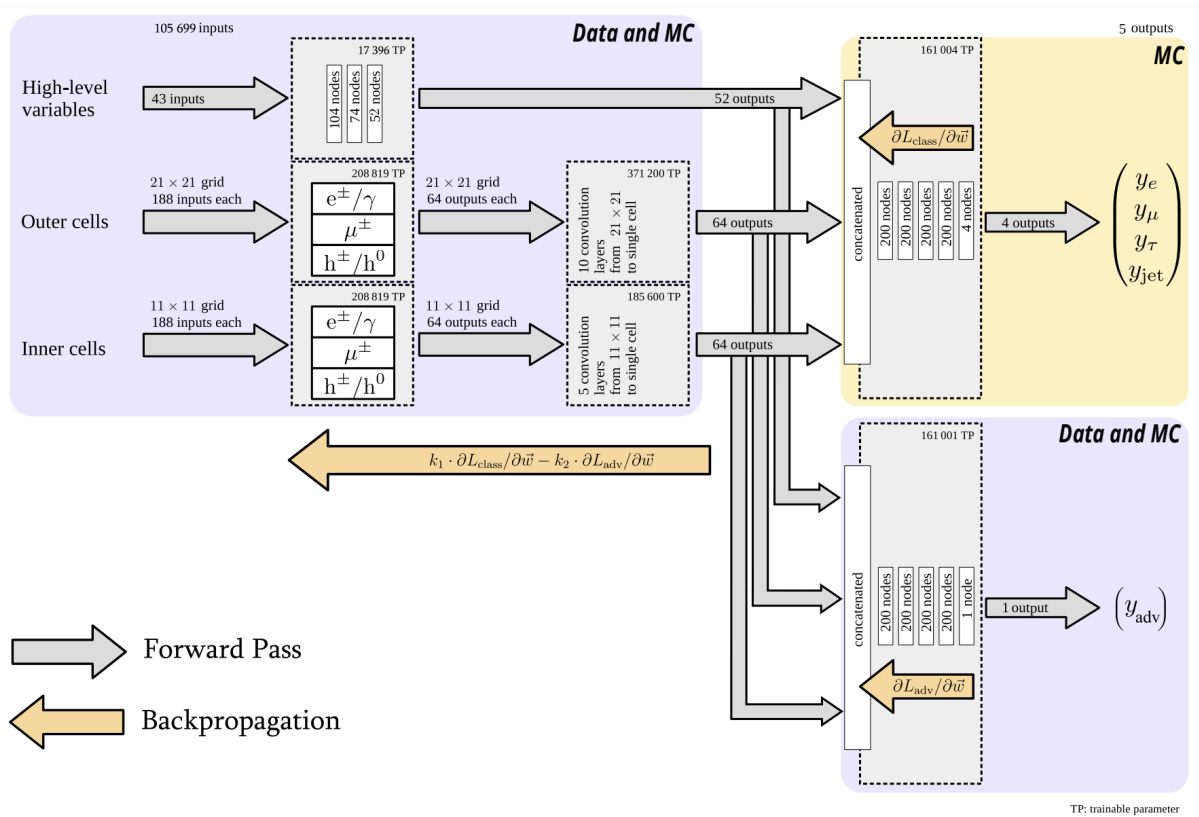 105 699 inputs
Data and MC
5 outputs
MC
High-level
variables
43 inputs
17 396 TP
104 nodes
74 nodes
52 nodes
52 outputs
161 004 TP
concatenated
∂L_class/∂w⃗
200 nodes
200 nodes
200 nodes
200 nodes
4 nodes
4 outputs
y_e
y_μ
y_τ
y_jet
Outer cells
21 × 21 grid
188 inputs each
208 819 TP
e±/γ
μ±
h±/h⁰
21 × 21 grid
64 outputs each
371 200 TP
10 convolution
layers
from 21 × 21
to single cell
64 outputs
Inner cells
11 × 11 grid
188 inputs each
208 819 TP
e±/γ
μ±
h±/h⁰
11 × 11 grid
64 outputs each
185 600 TP
5 convolution
layers
from 11 × 11
to single cell
64 outputs
k₁ · ∂L_class/∂w⃗ − k₂ · ∂L_adv/∂w⃗
161 001 TP
Data and MC
concatenated
200 nodes
200 nodes
200 nodes
200 nodes
1 node
1 output
(y_adv)
∂L_adv/∂w⃗
Forward Pass
Backpropagation
TP: trainable parameter